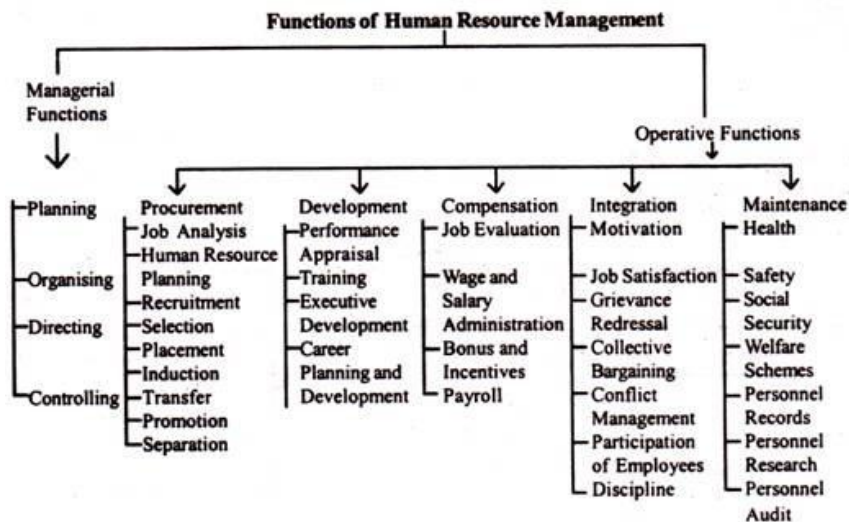 Functions of Human Resource Management
Managerial
Functions
Operative Functions
Planning
Organising
Directing
Controlling
Procurement
Job Analysis
Human Resource
Planning
Recruitment
Selection
Placement
Induction
Transfer
Promotion
Separation
Development
Performance
Appraisal
Training
Executive
Development
Career
Planning and
Development
Compensation
Job Evaluation
Wage and
Salary
Administration
Bonus and
Incentives
Payroll
Integration
Motivation
Job Satisfaction
Grievance
Redressal
Collective
Bargaining
Conflict
Management
Participation
of Employees
Discipline
Maintenance
Health
Safety
Social
Security
Welfare
Schemes
Personnel
Records
Personnel
Research
Personnel
Audit